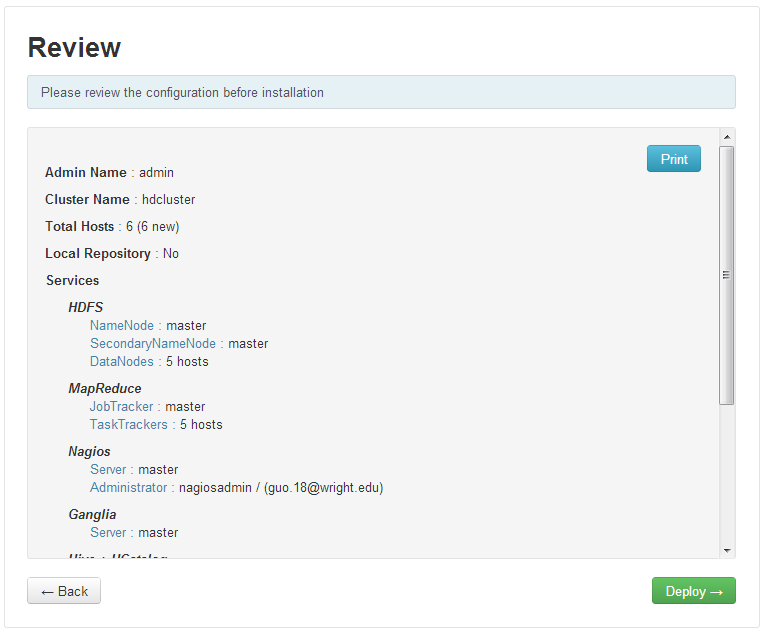 Review
Please review the configuration before installation
Print
Admin Name : admin
Cluster Name : hdcluster
Total Hosts : 6 (6 new)
Local Repository : No
Services
HDFS
NameNode : master
SecondaryNameNode : master
DataNodes : 5 hosts
MapReduce
JobTracker : master
TaskTrackers : 5 hosts
Nagios
Server : master
Administrator : nagiosadmin / (guo.18@wright.edu)
Ganglia
Server : master
Hive + HCatalog
← Back
Deploy →